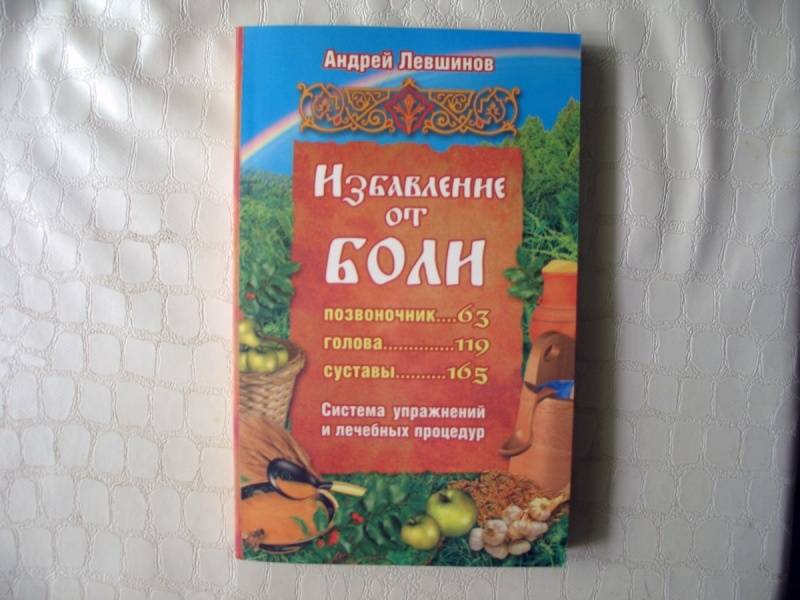 Андрей Левшинов
Избавление
от
боли
позвоночник....63
голова..............119
суставы..........165
Система упражнений
и лечебных процедур